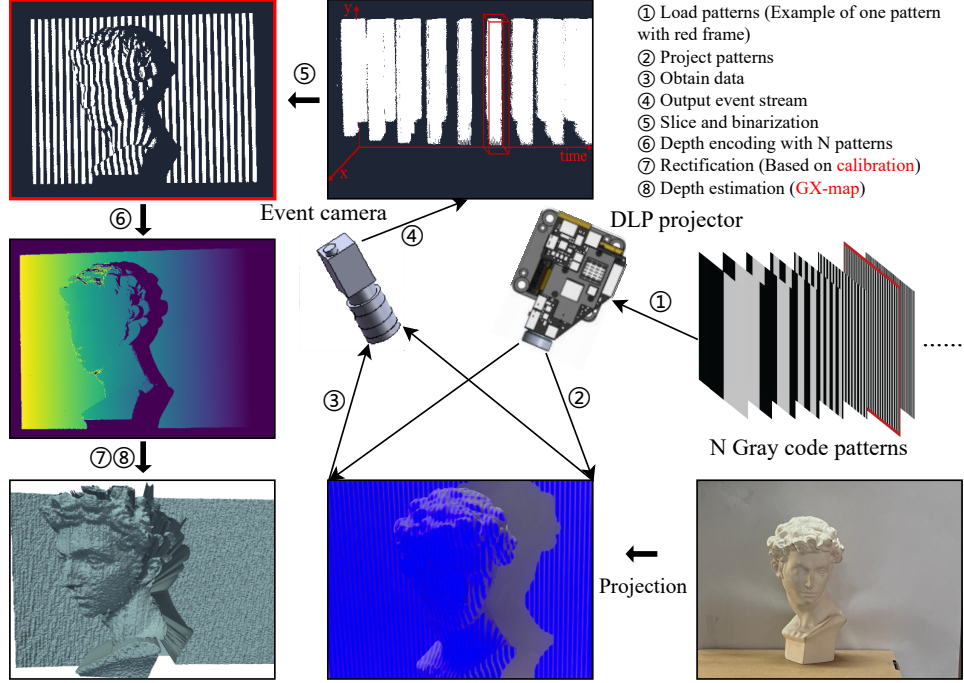 ① Load patterns (Example of one pattern
with red frame)
② Project patterns
③ Obtain data
④ Output event stream
⑤ Slice and binarization
⑥ Depth encoding with N patterns
⑦ Rectification (Based on calibration)
⑧ Depth estimation (GX-map)
y
x
time
⑤
⑥
Event camera
④
DLP projector
①
......
③
②
N Gray code patterns
⑦⑧
Projection